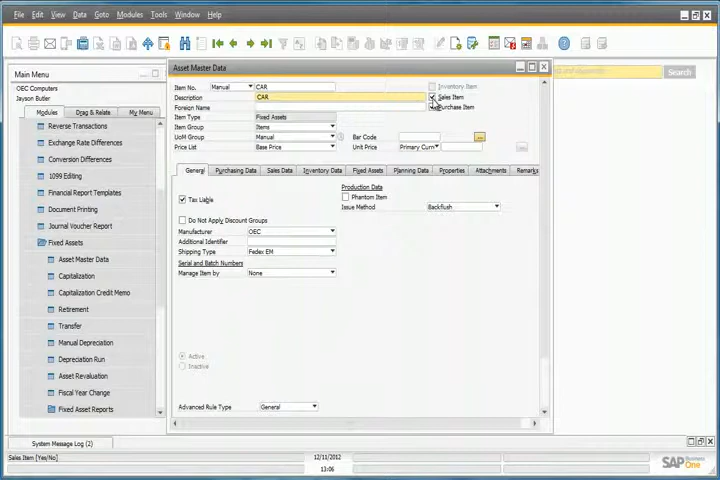 File Edit View Data Goto Modules Tools Window Help
Main Menu
OEC Computers
Jayson Butler
Modules Drag & Relate My Menu
Reverse Transactions
Exchange Rate Differences
Conversion Differences
1099 Editing
Financial Report Templates
Document Printing
Journal Voucher Report
Fixed Assets
Asset Master Data
Capitalization
Capitalization Credit Memo
Retirement
Transfer
Manual Depreciation
Depreciation Run
Asset Revaluation
Fiscal Year Change
Fixed Asset Reports
Asset Master Data
Item No. Manual CAR
Inventory Item
Description CAR
Sales Item
Foreign Name
Purchase Item
Item Type Fixed Assets
Item Group Items
UoM Group Manual
Bar Code
...
Price List Base Price
Unit Price Primary Curr
General Purchasing Data Sales Data Inventory Data Fixed Assets Planning Data Properties Attachments Remarks
Tax Liable
Do Not Apply Discount Groups
Manufacturer OEC
Additional Identifier
Shipping Type Fedex EM
Serial and Batch Numbers
Manage Item by None
Production Data
Phantom Item
Issue Method Backflush
Active
Inactive
Advanced Rule Type General
Search
System Message Log (2)
Sales Item [Yes/No]
12/11/2012
13:06
SAP Business One